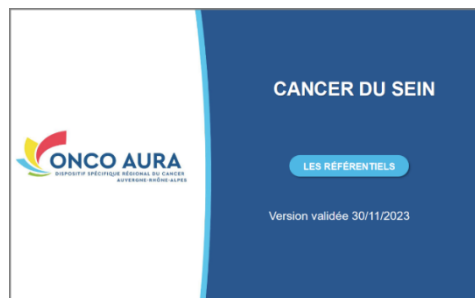 ONCO AURA
DISPOSITIF SPÉCIFIQUE RÉGIONAL DU CANCER
AUVERGNE-RHÔNE-ALPES
CANCER DU SEIN
LES RÉFÉRENTIELS
Version validée 30/11/2023